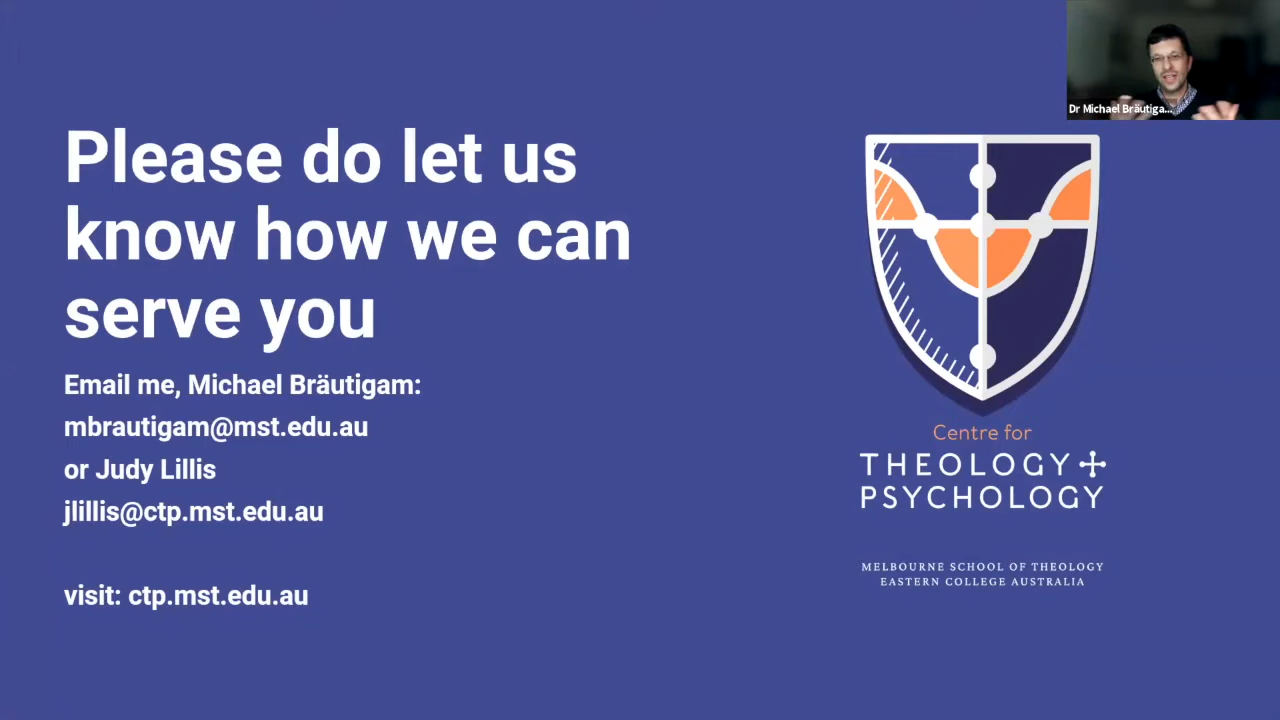 Dr Michael Bräutiga...
Please do let us
know how we can
serve you
Email me, Michael Bräutigam:
mbrautigam@mst.edu.au
or Judy Lillis
jlillis@ctp.mst.edu.au
visit: ctp.mst.edu.au
Centre for
THEOLOGY
PSYCHOLOGY
MELBOURNE SCHOOL OF THEOLOGY
EASTERN COLLEGE AUSTRALIA